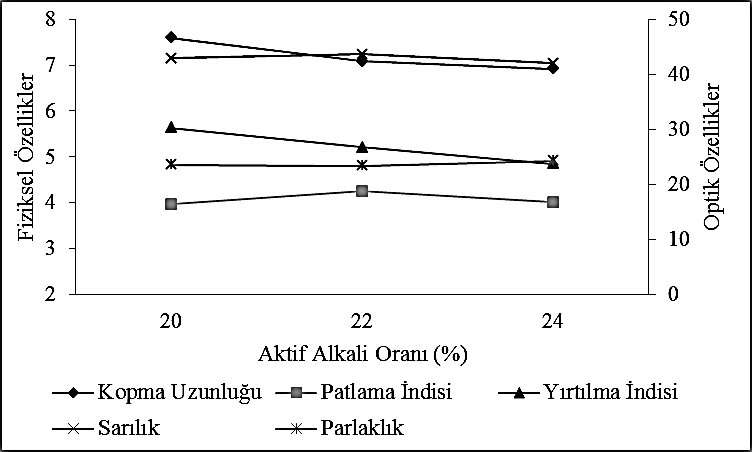 8
7
6
5
4
3
2
Fiziksel Özellikler
50
40
30
20
10
0
Optik Özellikler
20 22 24
Aktif Alkali Oranı (%)
Kopma Uzunluğu Patlama İndisi Yırtılma İndisi
Sarılık Parlaklık